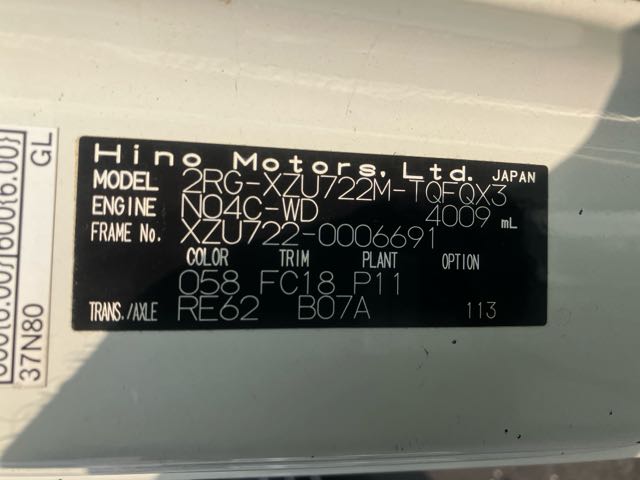 Hino Motors, Ltd. JAPAN
MODEL 2RG-XZU722M-TQFQX3
ENGINE N04C-WD 4009 mL
FRAME No. XZU722-0006691
COLOR TRIM PLANT OPTION
058 FC18 P11
TRANS./AXLE RE62 B07A 113
GL
37N80